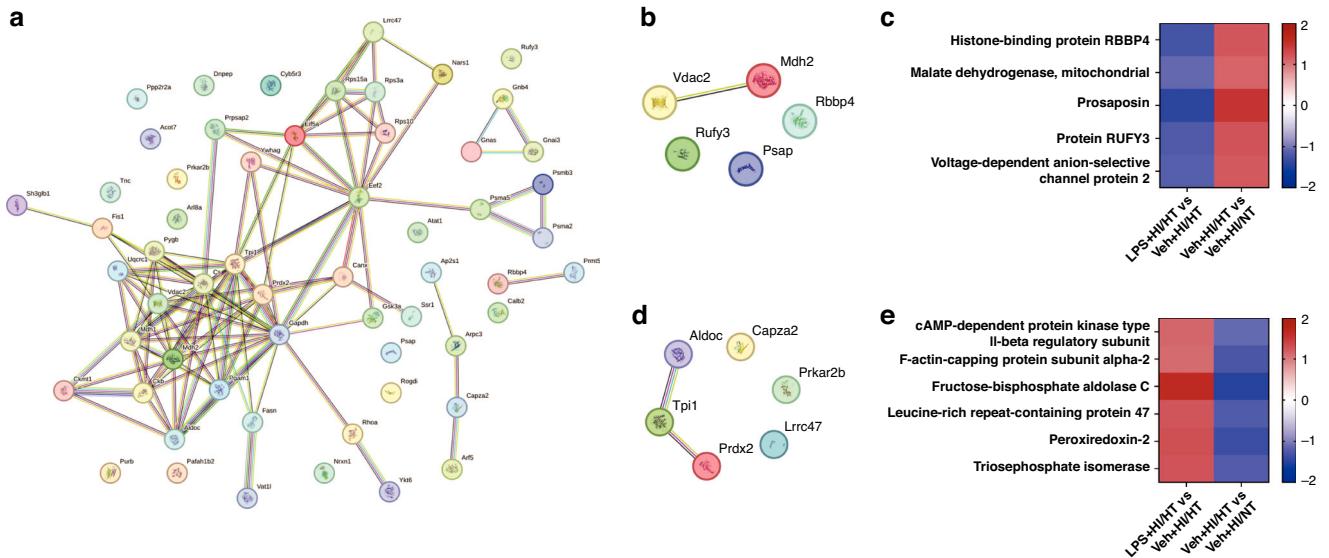 a
Lrrc47
Nars1
Rufy3
Dnpep
Cyb5r3
Ppp2r2a
Rps15a
Rps3a
Gnb4
Prpsap2
Eif5a
Rps10
Acot7
Gnas
Gnai3
Ywhag
Prkar2b
Psmb3
Tnc
Eef2
Sh3glb1
Psma5
Arl8a
Fis1
Atat1
Psma2
Pygb
Tpi1
Uqcrc1
Cs
Canx
Ap2s1
Rbbp4
Prmt5
Prdx2
Vdac2
Calb2
Gsk3a
Ssr1
Gapdh
Mdh1
Arpc3
Mdh2
Psap
Ckmt1
Ckb
Pgam1
Rogdi
Capza2
Fasn
Aldoc
Rhoa
Arf5
Purb
Pafah1b2
Nrxn1
Vat1l
Ykt6
b
Mdh2
Vdac2
Rbbp4
Rufy3
Psap
c
Histone-binding protein RBBP4
Malate dehydrogenase, mitochondrial
Prosaposin
Protein RUFY3
Voltage-dependent anion-selective
channel protein 2
2
1
0
−1
−2
LPS+HI/HT vs
Veh+HI/HT
Veh+HI/HT vs
Veh+HI/NT
d
Aldoc
Capza2
Prkar2b
Tpi1
Lrrc47
Prdx2
e
cAMP-dependent protein kinase type
II-beta regulatory subunit
F-actin-capping protein subunit alpha-2
Fructose-bisphosphate aldolase C
Leucine-rich repeat-containing protein 47
Peroxiredoxin-2
Triosephosphate isomerase
2
1
0
−1
−2
LPS+HI/HT vs
Veh+HI/HT
Veh+HI/HT vs
Veh+HI/NT